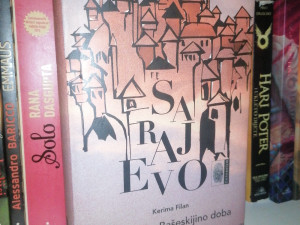 Alessandro BARICCO EMMAUS
RANA DASGUPTA
Solo
SA
RAJ
EVO
Kerima Filan
Bašeskijino doba
HARI POTER